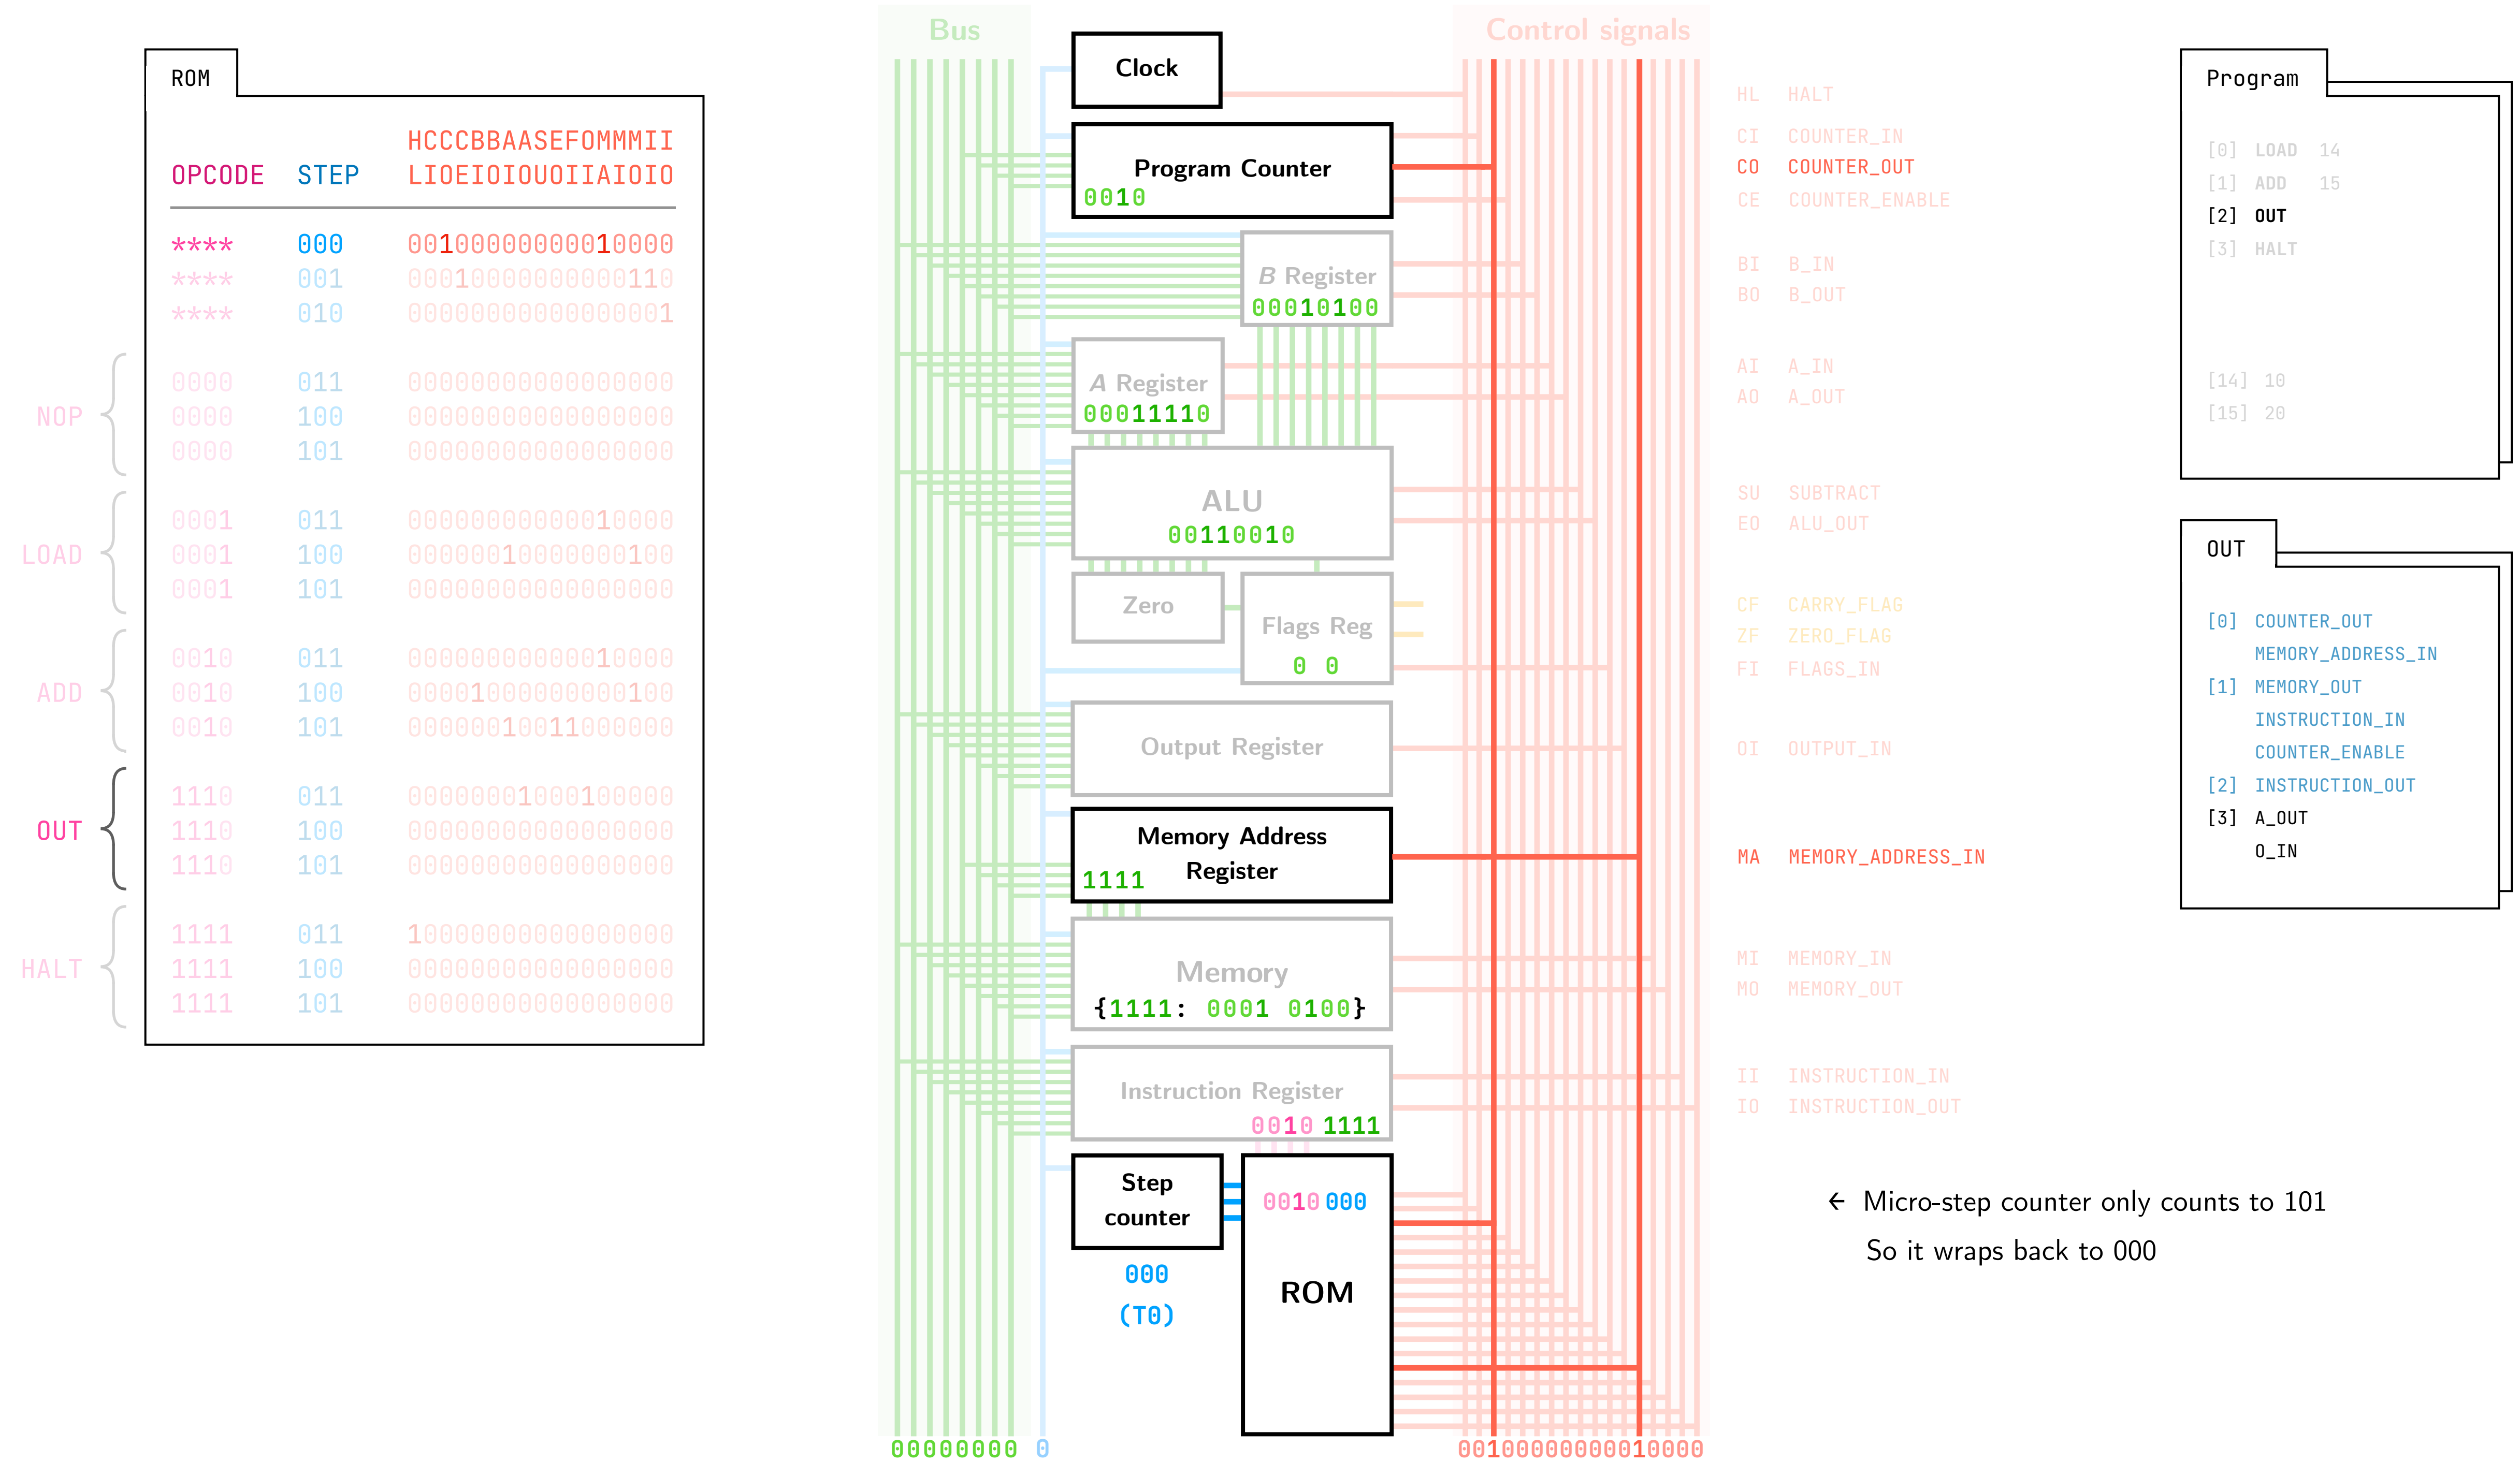 ROM
HCCCBBAASEFOMMMII
OPCODE STEP LIOEIOIOUOIIAIOIO
**** 000 00100000000010000
**** 001 00010000000000110
**** 010 00000000000000001
0000 011 00000000000000000
NOP 0000 100 00000000000000000
0000 101 00000000000000000
0001 011 00000000000010000
LOAD 0001 100 00000010000000100
0001 101 00000000000000000
0010 011 00000000000010000
ADD 0010 100 00001000000000100
0010 101 00000010011000000
1110 011 00000001000100000
OUT 1110 100 00000000000000000
1110 101 00000000000000000
1111 011 10000000000000000
HALT 1111 100 00000000000000000
1111 101 00000000000000000
Bus
Control signals
Clock
Program Counter
0010
B Register
00010100
A Register
00011110
ALU
00110010
Zero
Flags Reg
0 0
Output Register
Memory Address
Register
1111
Memory
{1111: 0001 0100}
Instruction Register
0010 1111
Step
counter
000
(T0)
0010 000
ROM
00000000 0
00100000000010000
HL HALT
CI COUNTER_IN
CO COUNTER_OUT
CE COUNTER_ENABLE
BI B_IN
BO B_OUT
AI A_IN
AO A_OUT
SU SUBTRACT
EO ALU_OUT
CF CARRY_FLAG
ZF ZERO_FLAG
FI FLAGS_IN
OI OUTPUT_IN
MA MEMORY_ADDRESS_IN
MI MEMORY_IN
MO MEMORY_OUT
II INSTRUCTION_IN
IO INSTRUCTION_OUT
← Micro-step counter only counts to 101
So it wraps back to 000
Program
[0] LOAD 14
[1] ADD 15
[2] OUT
[3] HALT
[14] 10
[15] 20
OUT
[0] COUNTER_OUT
MEMORY_ADDRESS_IN
[1] MEMORY_OUT
INSTRUCTION_IN
COUNTER_ENABLE
[2] INSTRUCTION_OUT
[3] A_OUT
O_IN